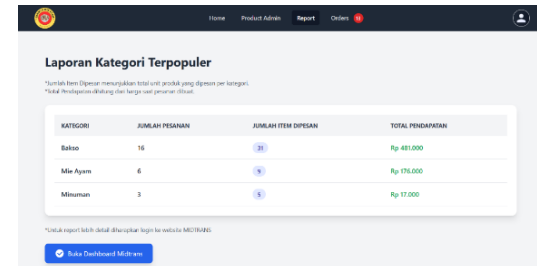 Home Product Admin Report Orders
Laporan Kategori Terpopuler
*Jumlah Item Dipesan menunjukkan total unit produk yang dipesan per kategori.
*Total Pendapatan dihitung dari harga saat pesanan dibuat.
KATEGORI JUMLAH PESANAN JUMLAH ITEM DIPESAN TOTAL PENDAPATAN
Bakso 16 31 Rp 481.000
Mie Ayam 6 9 Rp 176.000
Minuman 3 5 Rp 17.000
*Untuk report lebih detail diharapkan login ke website MIDTRANS.
Buka Dashboard Midtrans